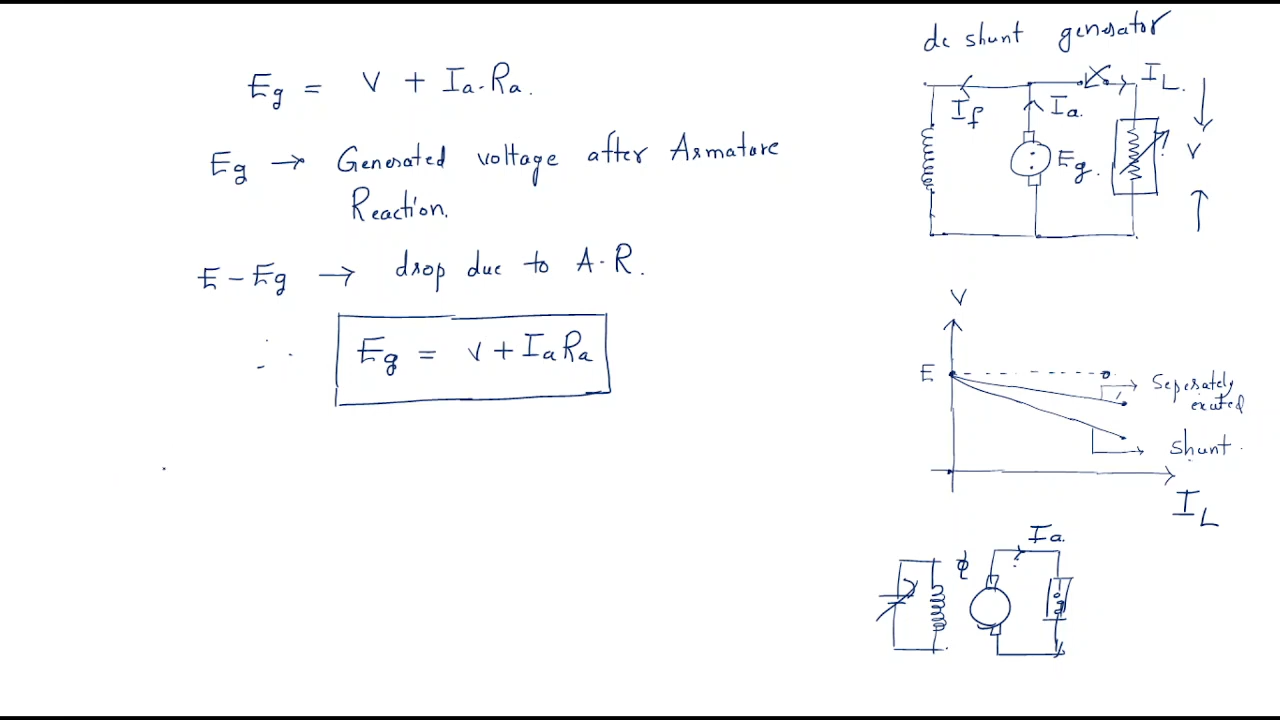 Eg = V + Ia.Ra.
Eg → Generated voltage after Armature
Reaction.
E - Eg → drop due to A.R.
∴ Eg = V + IaRa
dc shunt generator
IL.
If
Ia.
Eg.
V
V
E
Seperately
excited
shunt.
IL
Ia.
φ